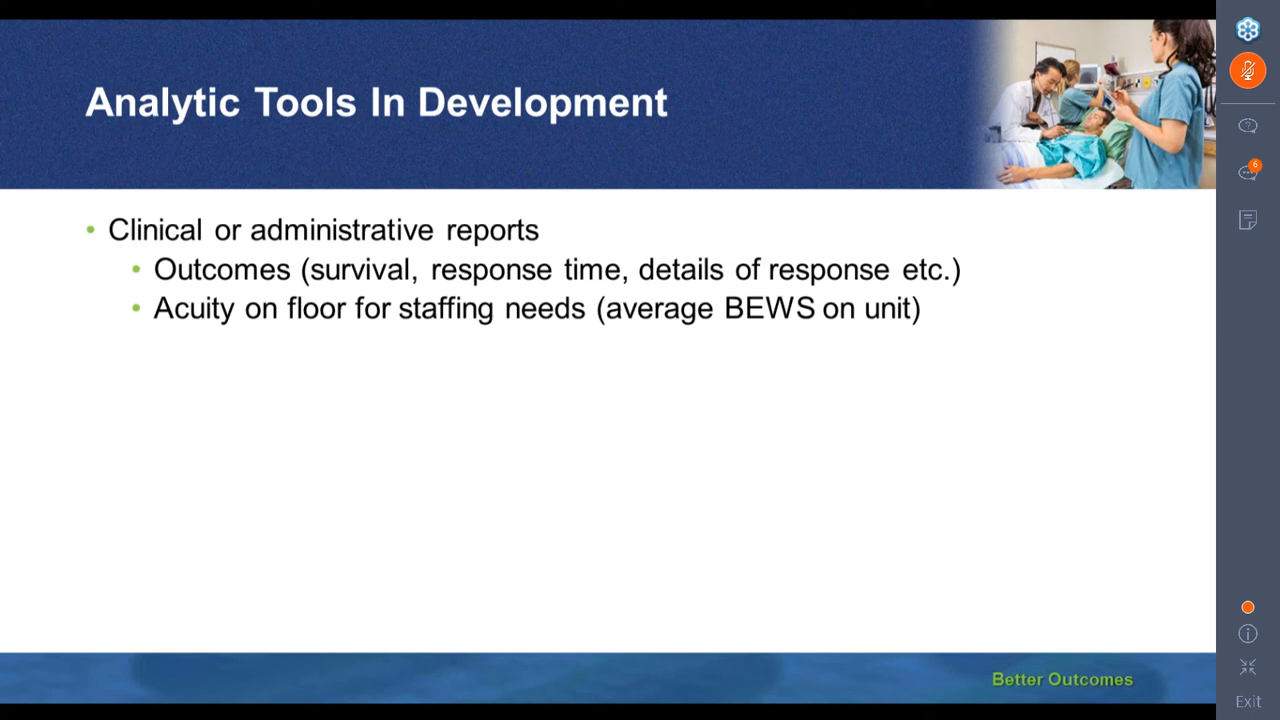 Analytic Tools In Development
• Clinical or administrative reports
• Outcomes (survival, response time, details of response etc.)
• Acuity on floor for staffing needs (average BEWS on unit)
Better Outcomes
?
6
i
Exit